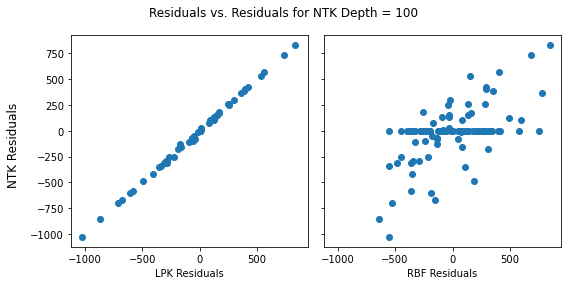 Residuals vs. Residuals for NTK Depth = 100
NTK Residuals
750
500
250
0
−250
−500
−750
−1000
−1000 −500 0 500
LPK Residuals
−1000 −500 0 500
RBF Residuals